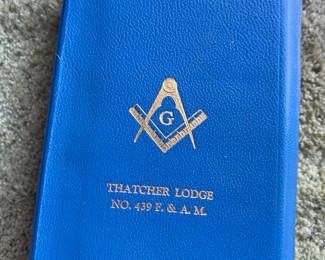 G
THATCHER LODGE
NO. 439 F. & A. M.